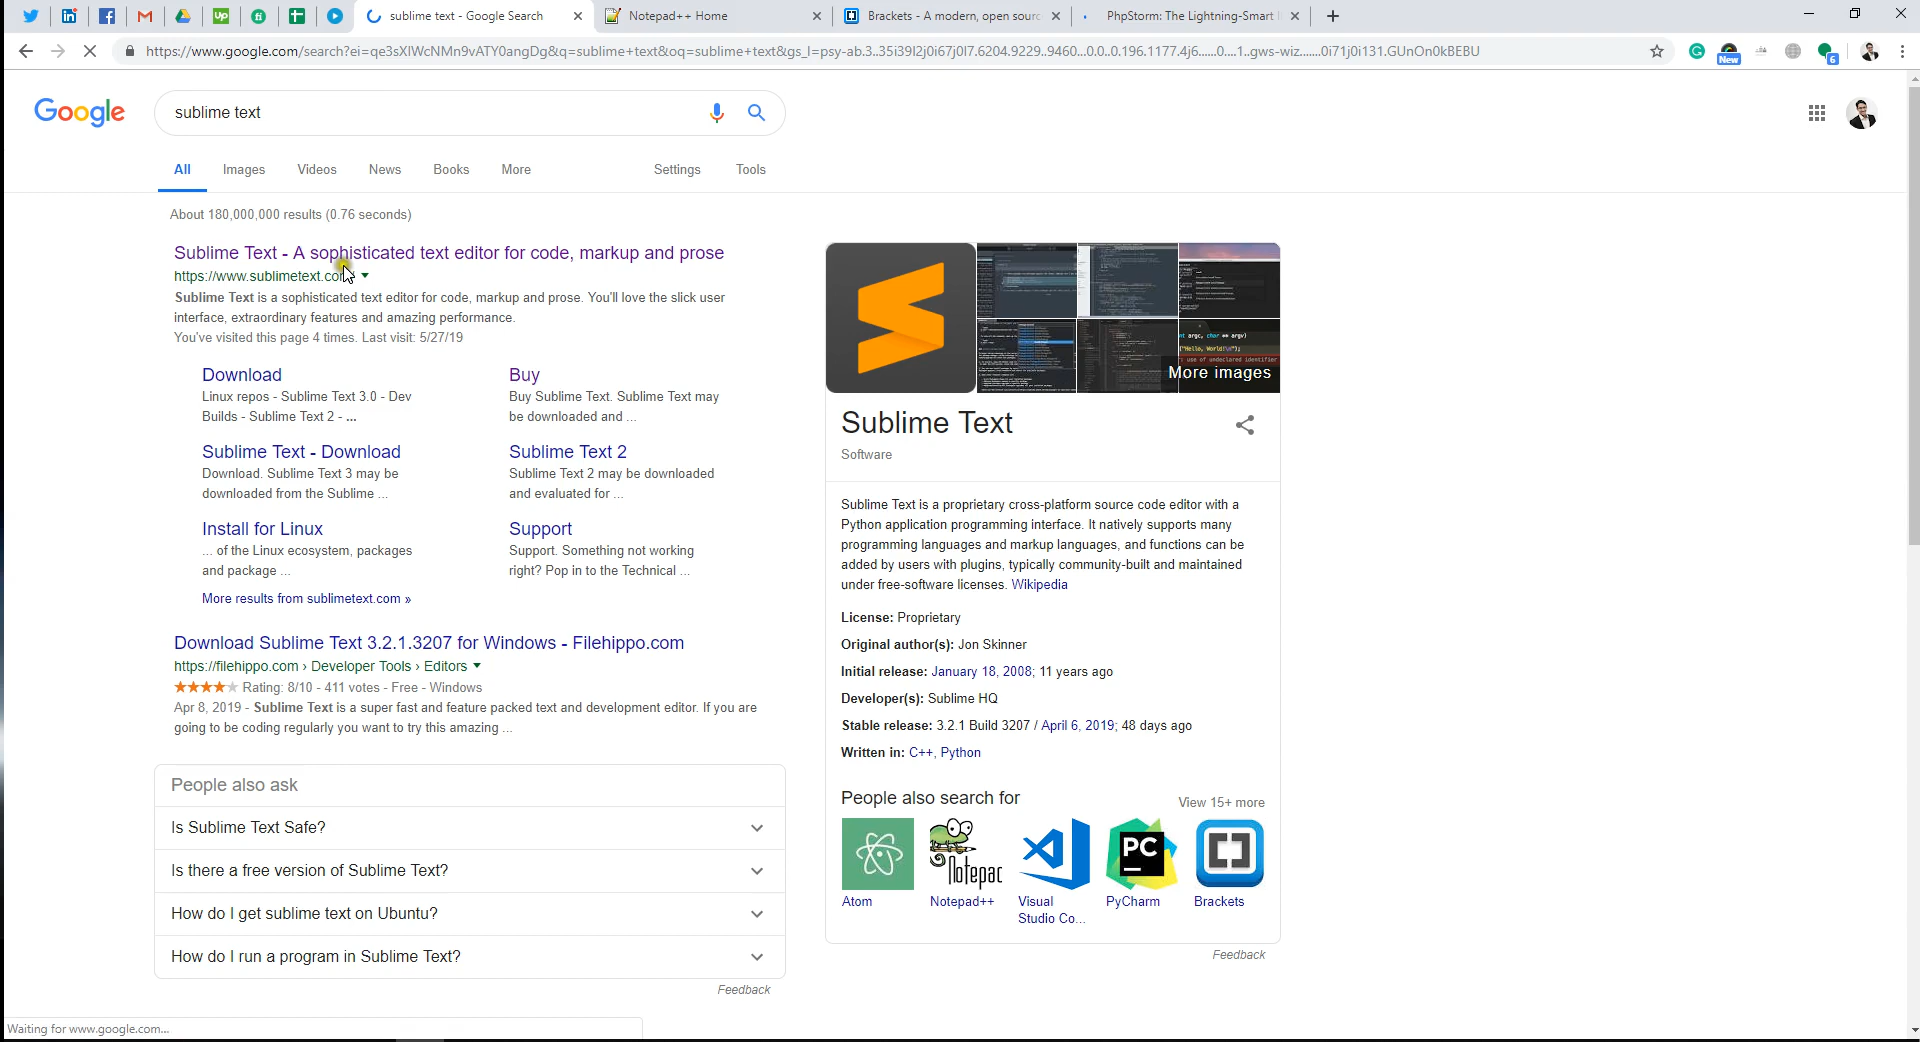 sublime text - Google Search
Notepad++ Home
Brackets - A modern, open sourc
PhpStorm: The Lightning-Smart
https://www.google.com/search?ei=qe3sXIWcNMn9vATY0angDg&q=sublime+text&oq=sublime+text&gs_l=psy-ab.3..35i39l2j0i67j0l7.6204.9229..9460...0.0..0.196.1177.4j6......0....1..gws-wiz.......0i71j0i131.GUnOn0kBEBU
New
6
Google
sublime text
All Images Videos News Books More Settings Tools
About 180,000,000 results (0.76 seconds)
Sublime Text - A sophisticated text editor for code, markup and prose
https://www.sublimetext.com
Sublime Text is a sophisticated text editor for code, markup and prose. You'll love the slick user
interface, extraordinary features and amazing performance.
You've visited this page 4 times. Last visit: 5/27/19
Download
Linux repos - Sublime Text 3.0 - Dev
Builds - Sublime Text 2 - ...
Buy
Buy Sublime Text. Sublime Text may
be downloaded and ...
Sublime Text - Download
Download. Sublime Text 3 may be
downloaded from the Sublime ...
Sublime Text 2
Sublime Text 2 may be downloaded
and evaluated for ...
Install for Linux
... of the Linux ecosystem, packages
and package ...
Support
Support. Something not working
right? Pop in to the Technical ...
More results from sublimetext.com »
Download Sublime Text 3.2.1.3207 for Windows - Filehippo.com
https://filehippo.com › Developer Tools › Editors
Rating: 8/10 - 411 votes - Free - Windows
Apr 8, 2019 - Sublime Text is a super fast and feature packed text and development editor. If you are
going to be coding regularly you want to try this amazing ...
People also ask
Is Sublime Text Safe?
Is there a free version of Sublime Text?
How do I get sublime text on Ubuntu?
How do I run a program in Sublime Text?
Feedback
More images
Sublime Text
Software
Sublime Text is a proprietary cross-platform source code editor with a
Python application programming interface. It natively supports many
programming languages and markup languages, and functions can be
added by users with plugins, typically community-built and maintained
under free-software licenses. Wikipedia
License: Proprietary
Original author(s): Jon Skinner
Initial release: January 18, 2008; 11 years ago
Developer(s): Sublime HQ
Stable release: 3.2.1 Build 3207 / April 6, 2019; 48 days ago
Written in: C++, Python
People also search for
View 15+ more
PC
Atom
Notepad++
Visual
Studio Co...
PyCharm
Brackets
Feedback
Waiting for www.google.com...